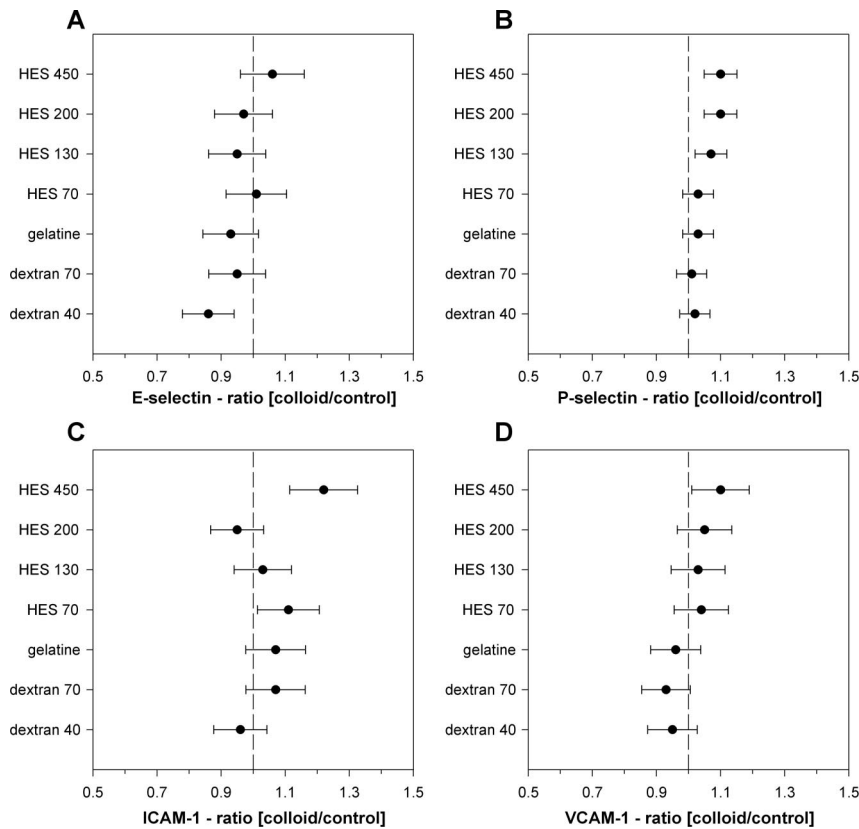 A
HES 450
HES 200
HES 130
HES 70
gelatine
dextran 70
dextran 40
0.5 0.7 0.9 1.1 1.3 1.5
E-selectin - ratio [colloid/control]
B
HES 450
HES 200
HES 130
HES 70
gelatine
dextran 70
dextran 40
0.5 0.7 0.9 1.1 1.3 1.5
P-selectin - ratio [colloid/control]
C
HES 450
HES 200
HES 130
HES 70
gelatine
dextran 70
dextran 40
0.5 0.7 0.9 1.1 1.3 1.5
ICAM-1 - ratio [colloid/control]
D
HES 450
HES 200
HES 130
HES 70
gelatine
dextran 70
dextran 40
0.5 0.7 0.9 1.1 1.3 1.5
VCAM-1 - ratio [colloid/control]